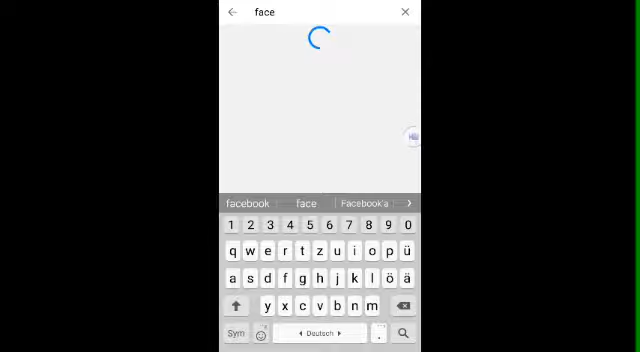 face
facebook face Facebook'a
1 2 3 4 5 6 7 8 9 0
q w e r t z u i o p ü
a s d f g h j k l ö ä
y x c v b n m
Sym Deutsch .